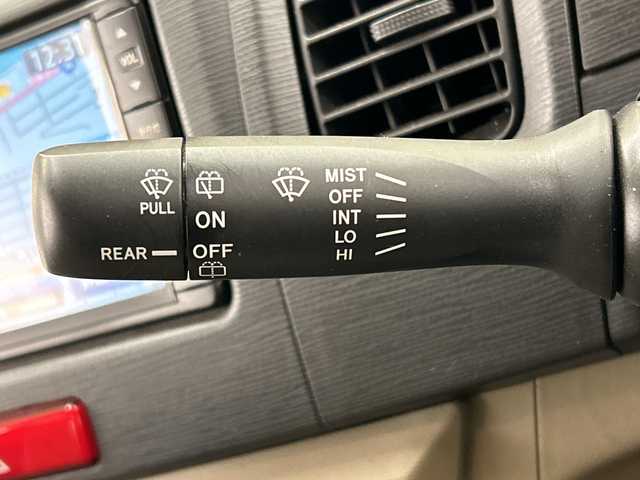 12:31
VOL
PULL
REAR
ON
OFF
MIST
OFF
INT
LO
HI